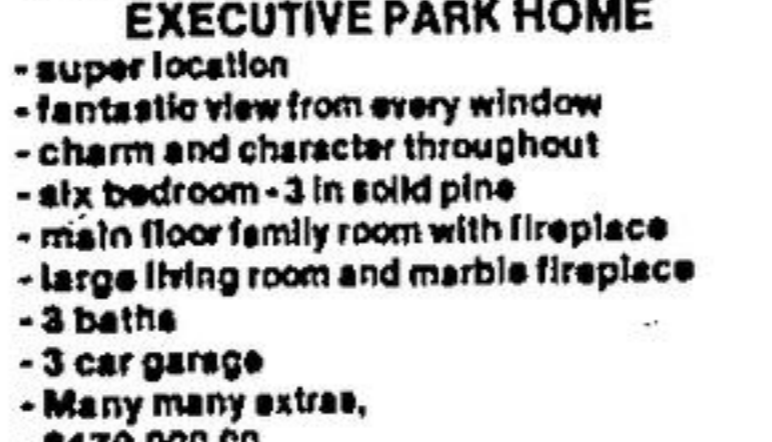 EXECUTIVE PARK HOME
- super location
- fantastic view from every window
- charm and character throughout
- six bedroom - 3 in solid pine
- main floor family room with fireplace
- large living room and marble fireplace
- 3 baths
- 3 car garage
- Many many extras,